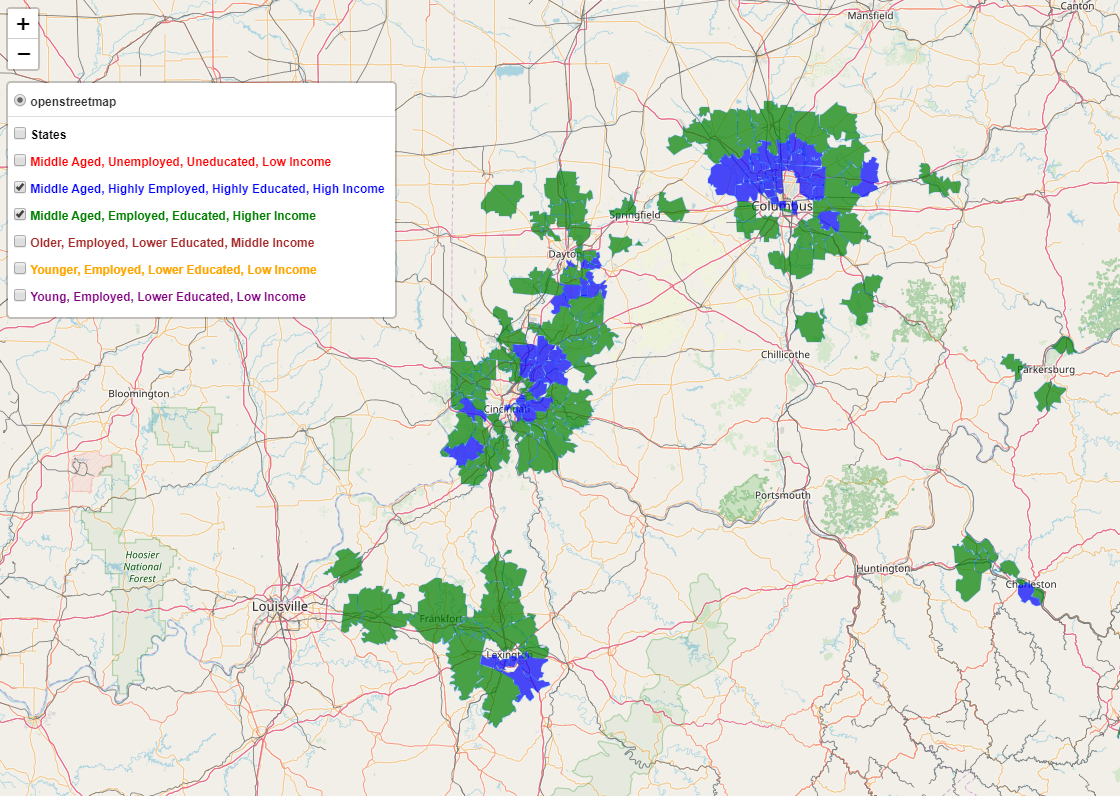 +
−
openstreetmap
States
Middle Aged, Unemployed, Uneducated, Low Income
Middle Aged, Highly Employed, Highly Educated, High Income
Middle Aged, Employed, Educated, Higher Income
Older, Employed, Lower Educated, Middle Income
Younger, Employed, Lower Educated, Low Income
Young, Employed, Lower Educated, Low Income
Canton
Mansfield
Columbus
Springfield
Dayton
Chillicothe
Parkersburg
Bloomington
Cincinnati
Portsmouth
Hoosier
National
Forest
Huntington
Charleston
Louisville
Frankfort
Lexington